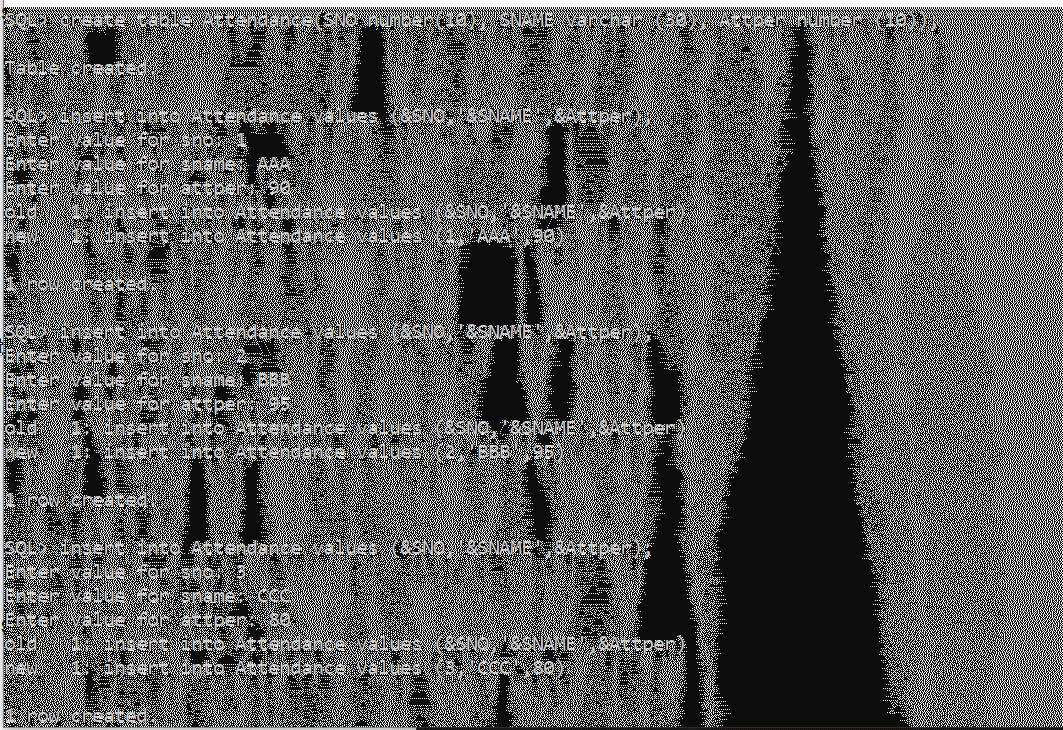 SQL> create table Attendance(SNO number(10), SNAME varchar (30), Attper number (10));
Table created.
SQL> insert into Attendance values (&SNO,'&SNAME',&Attper);
Enter value for sno: 1
Enter value for sname: AAA
Enter value for attper: 90
old   1: insert into Attendance values (&SNO,'&SNAME',&Attper)
new   1: insert into Attendance values (1,'AAA',90)
1 row created.
SQL> insert into Attendance values (&SNO,'&SNAME',&Attper);
Enter value for sno: 2
Enter value for sname: BBB
Enter value for attper: 95
old   1: insert into Attendance values (&SNO,'&SNAME',&Attper)
new   1: insert into Attendance values (2,'BBB',95)
1 row created.
SQL> insert into Attendance values (&SNO,'&SNAME',&Attper);
Enter value for sno: 3
Enter value for sname: CCC
Enter value for attper: 80
old   1: insert into Attendance values (&SNO,'&SNAME',&Attper)
new   1: insert into Attendance values (3,'CCC',80)
1 row created.